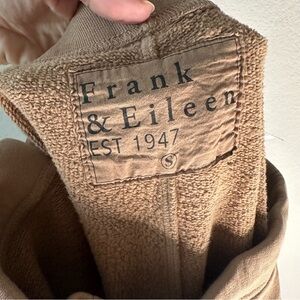 Frank
& Eileen
EST 1947
S